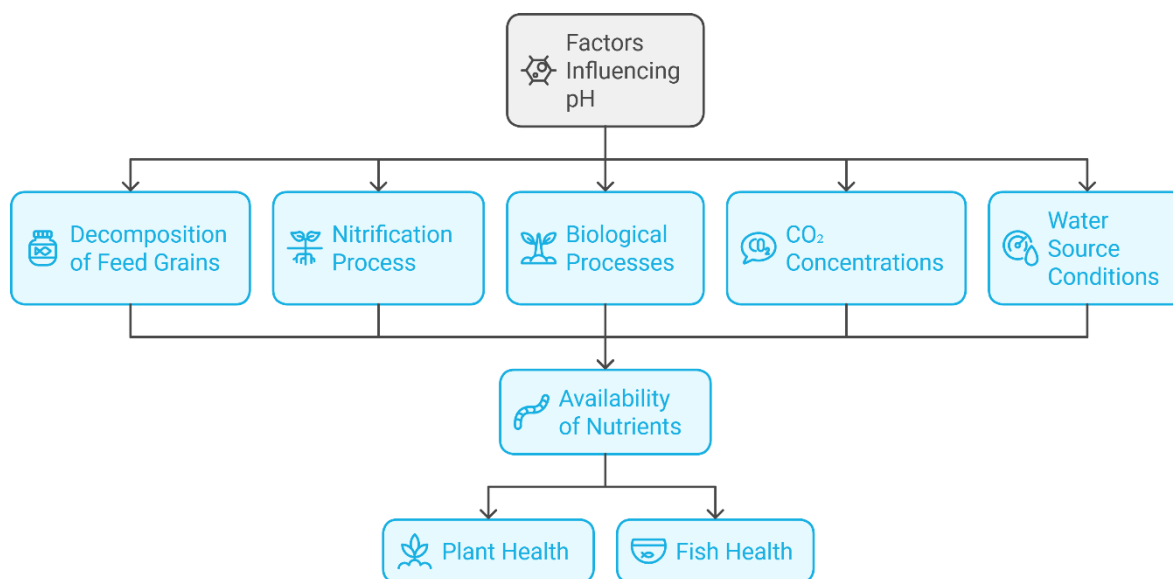 Factors
Influencing
pH
Decomposition
of Feed Grains
Nitrification
Process
Biological
Processes
CO₂
CO₂
Concentrations
Water
Source
Conditions
Availability
of Nutrients
Plant Health
Fish Health